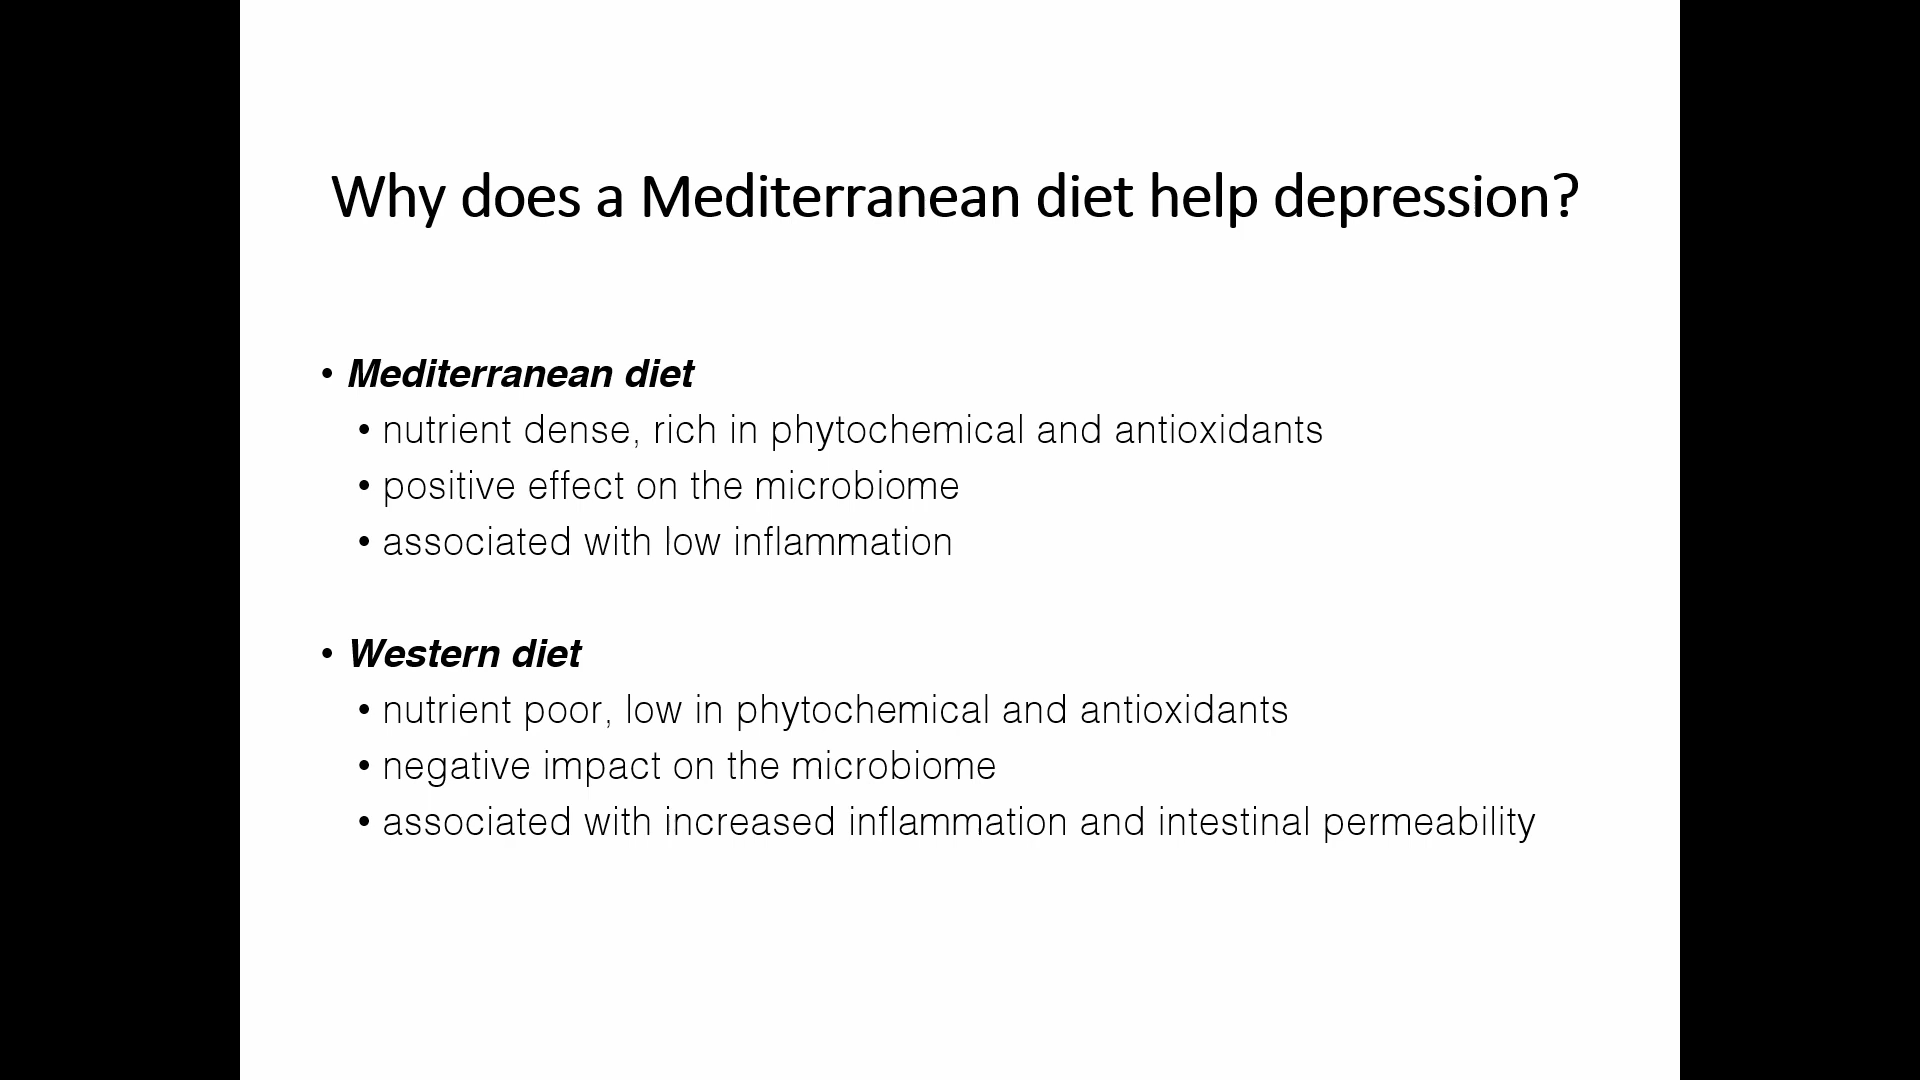 Why does a Mediterranean diet help depression?
• Mediterranean diet
• nutrient dense, rich in phytochemical and antioxidants
• positive effect on the microbiome
• associated with low inflammation
• Western diet
• nutrient poor, low in phytochemical and antioxidants
• negative impact on the microbiome
• associated with increased inflammation and intestinal permeability